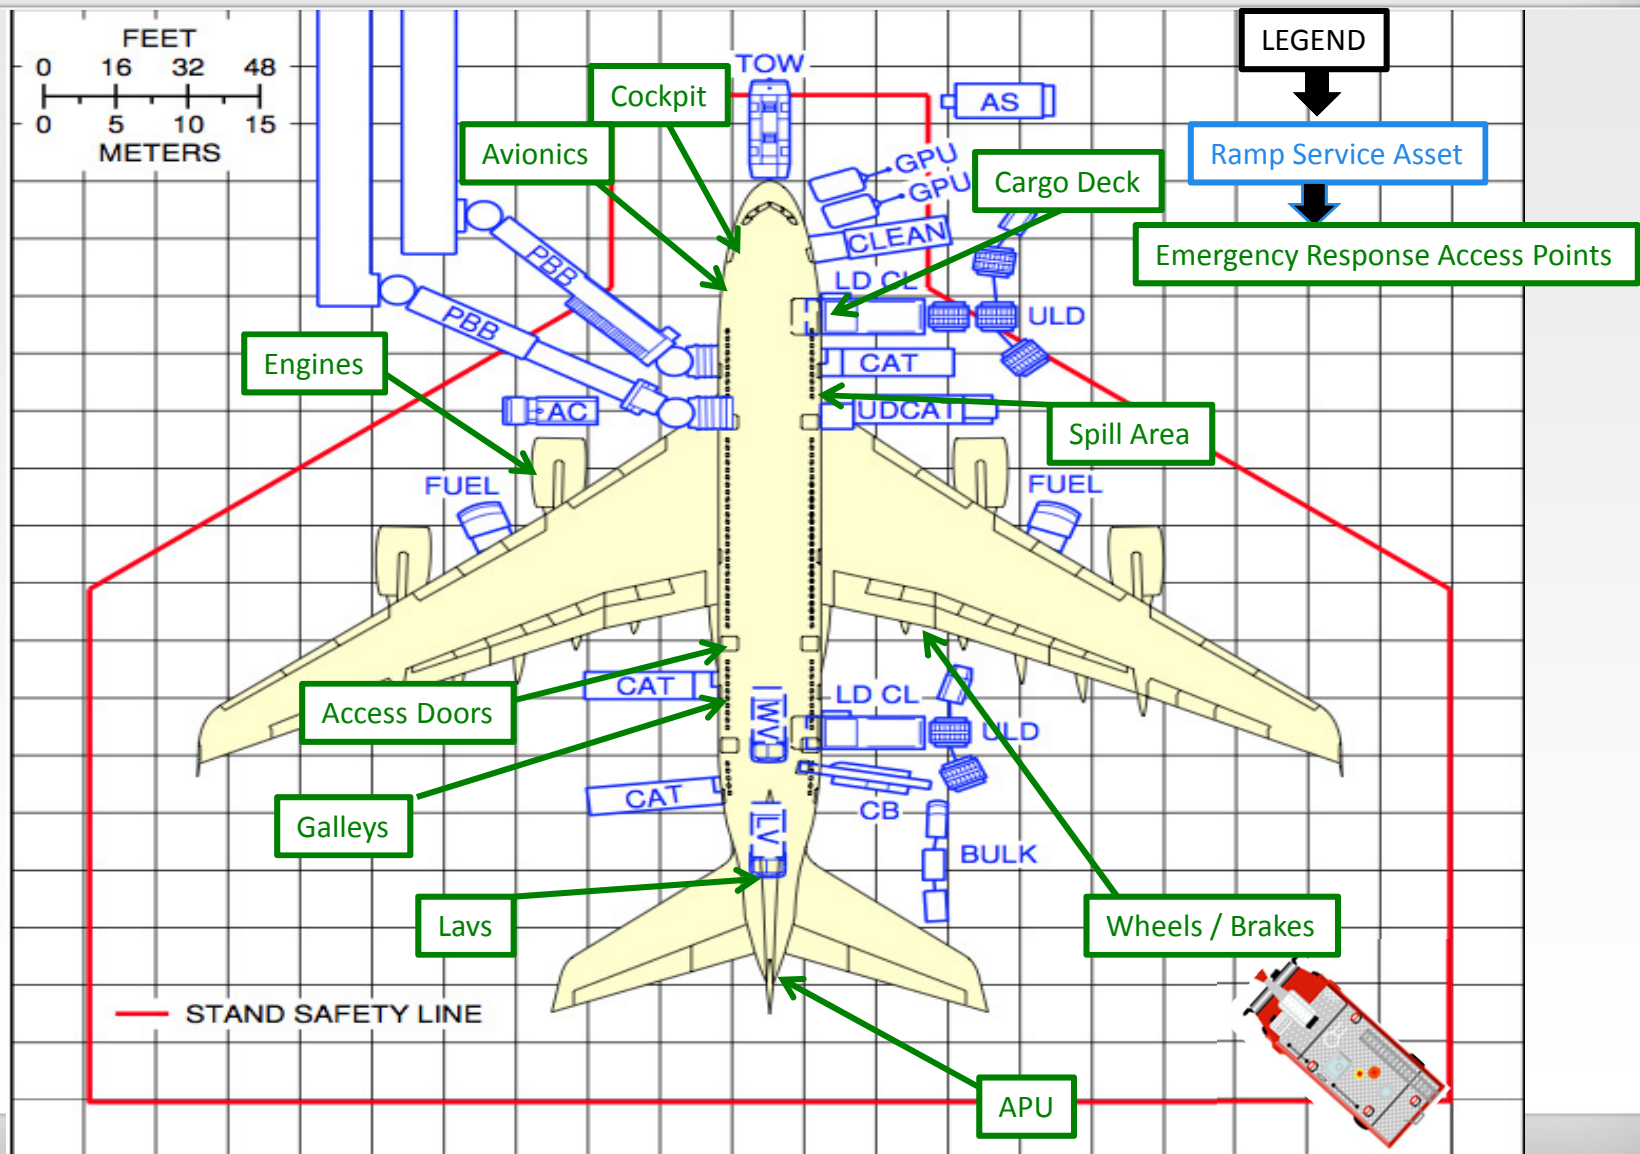 FEET
0 16 32 48
0 5 10 15
METERS
TOW
Cockpit
Avionics
AS
LEGEND
Ramp Service Asset
Emergency Response Access Points
GPU
GPU
Cargo Deck
CLEAN
PBB
PBB
LD CL
ULD
Engines
CAT
AC
UDCAT
Spill Area
FUEL
FUEL
CAT
Access Doors
WV
LD CL
ULD
CAT
CB
Galleys
LV
BULK
Lavs
Wheels / Brakes
STAND SAFETY LINE
APU